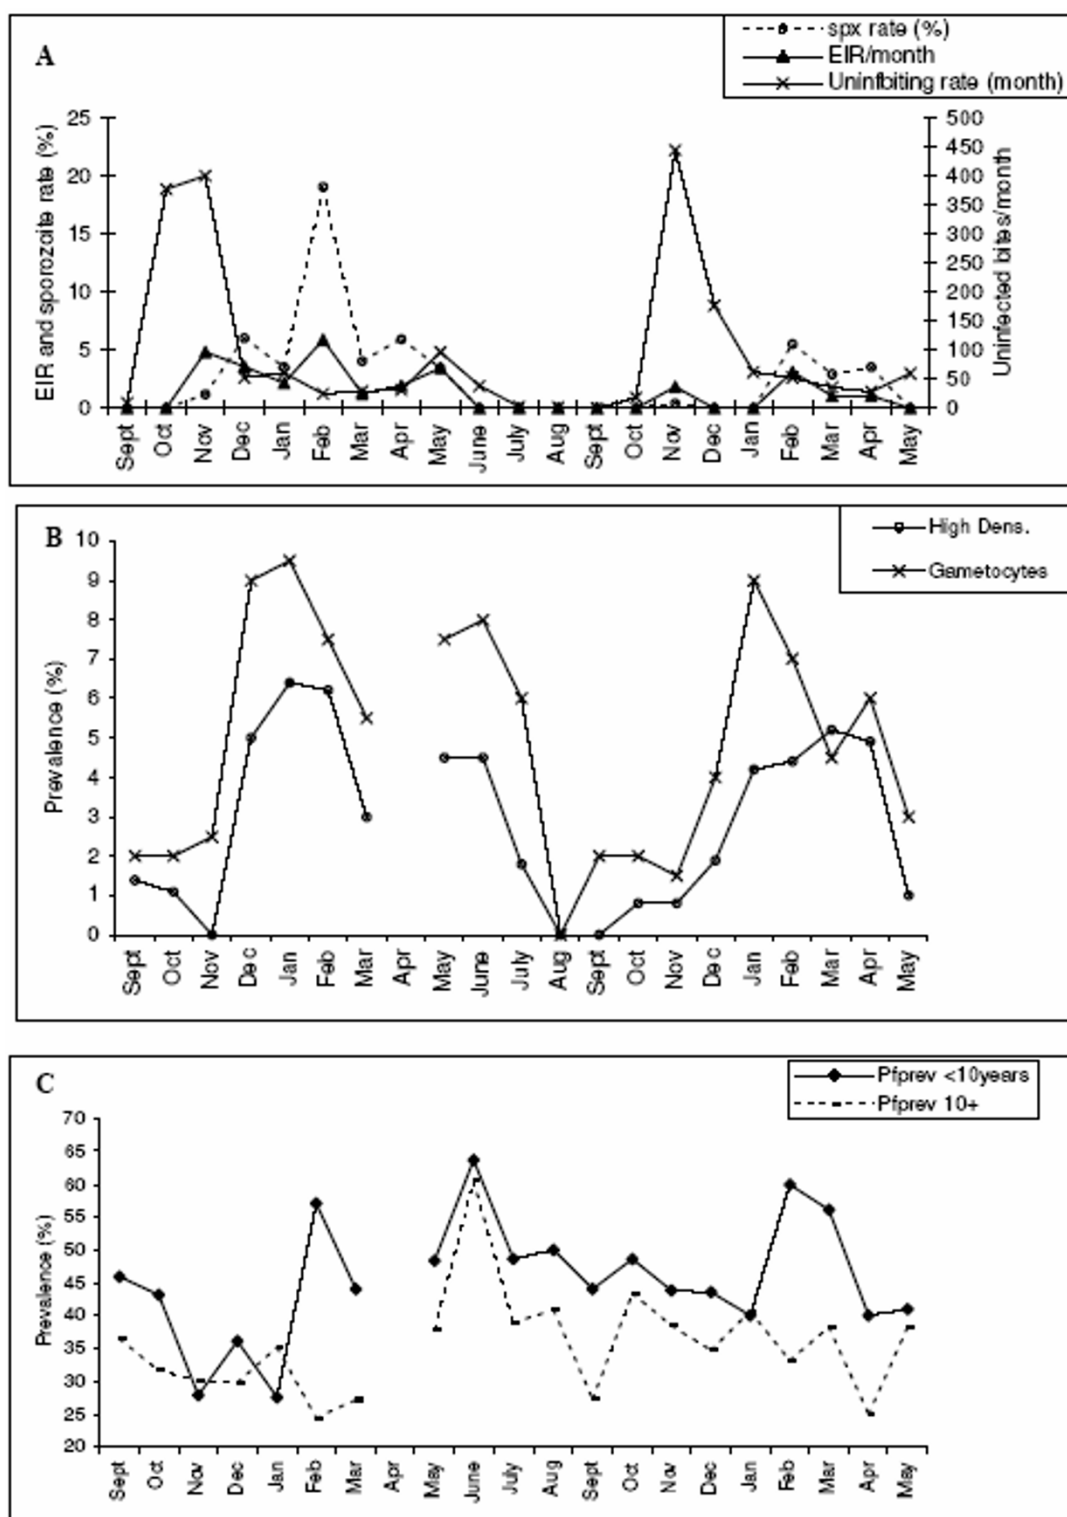 A
spx rate (%)
EIR/month
Uninfbiting rate (month)
EIR and sporozoite rate (%)
25
20
15
10
5
0
500
450
400
350
300
250
200
150
100
50
0
Uninfected bites/month
Sept Oct Nov Dec Jan Feb Mar Apr May June July Aug Sept Oct Nov Dec Jan Feb Mar Apr May
B
High Dens.
Gametocytes
Prevalence (%)
10
9
8
7
6
5
4
3
2
1
0
Sept Oct Nov Dec Jan Feb Mar Apr May June July Aug Sept Oct Nov Dec Jan Feb Mar Apr May
C
Pfprev <10years
Pfprev 10+
Prevalence (%)
70
65
60
55
50
45
40
35
30
25
20
Sept Oct Nov Dec Jan Feb Mar Apr May June July Aug Sept Oct Nov Dec Jan Feb Mar Apr May